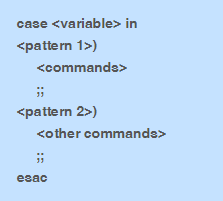 case <variable> in
<pattern 1>)
<commands>
;;
<pattern 2>)
<other commands>
;;
esac